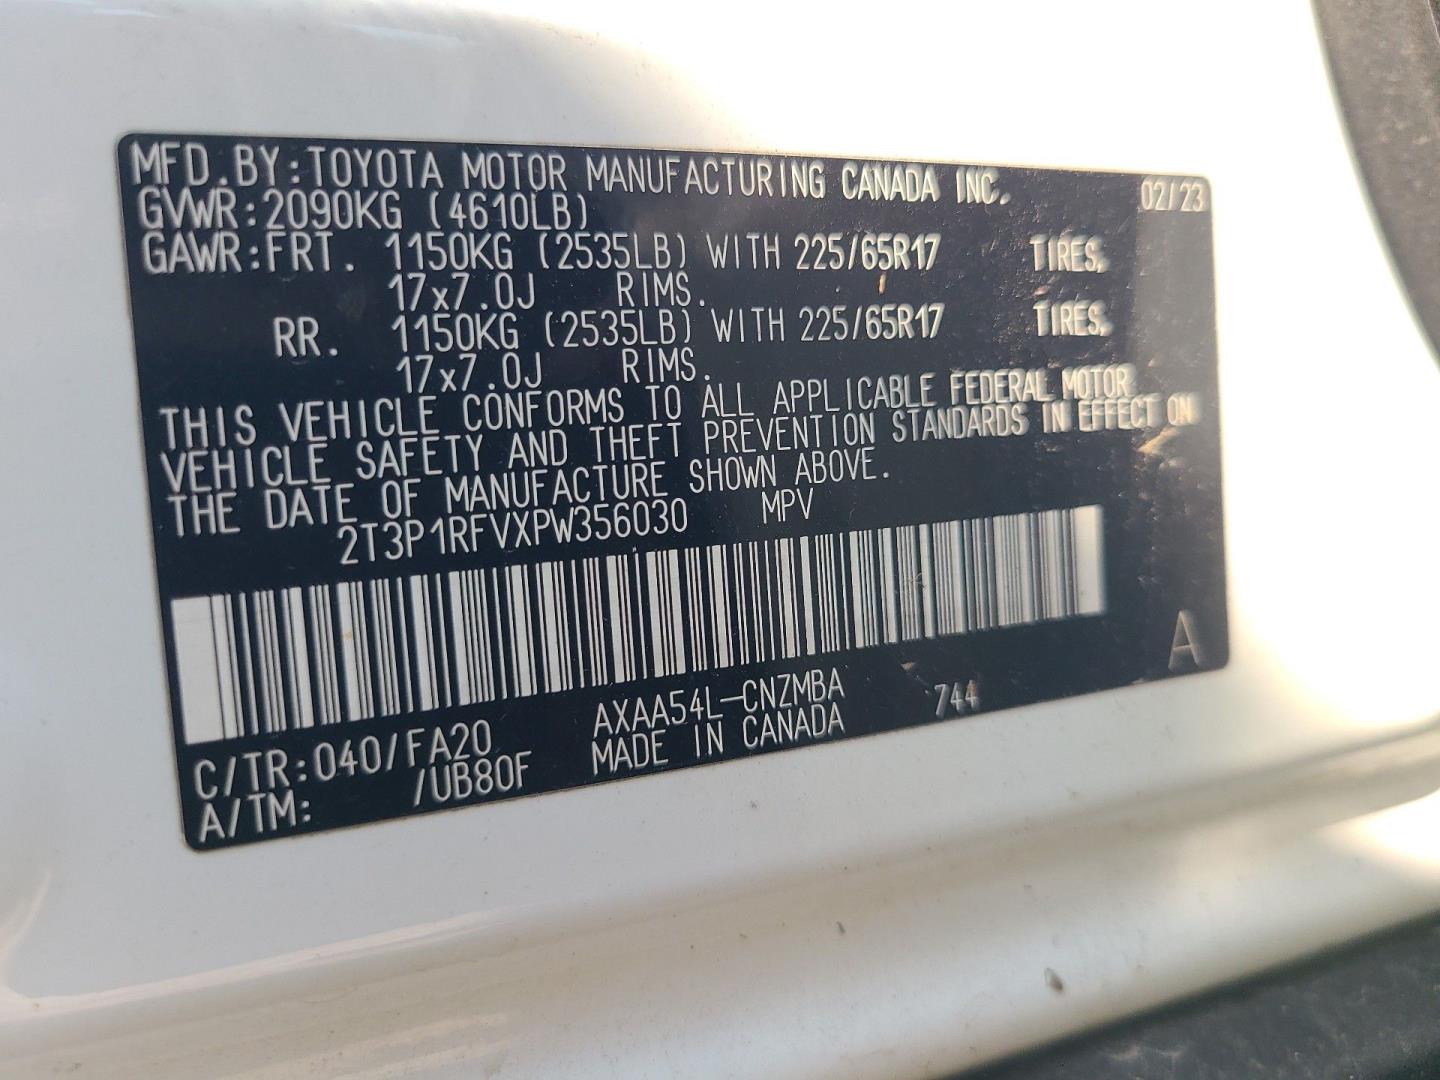 MFD.BY:TOYOTA MOTOR MANUFACTURING CANADA INC. 02/23
GVWR:2090KG (4610LB)
GAWR:FRT. 1150KG (2535LB) WITH 225/65R17 TIRES,
17x7.0J RIMS.
RR. 1150KG (2535LB) WITH 225/65R17 TIRES,
17x7.0J RIMS.
THIS VEHICLE CONFORMS TO ALL APPLICABLE FEDERAL MOTOR
VEHICLE SAFETY AND THEFT PREVENTION STANDARDS IN EFFECT ON
THE DATE OF MANUFACTURE SHOWN ABOVE.
2T3P1RFVXPW356030 MPV
A
C/TR:040/FA20 AXAA54L-CNZMBA 744
A/TM: /UB80F MADE IN CANADA